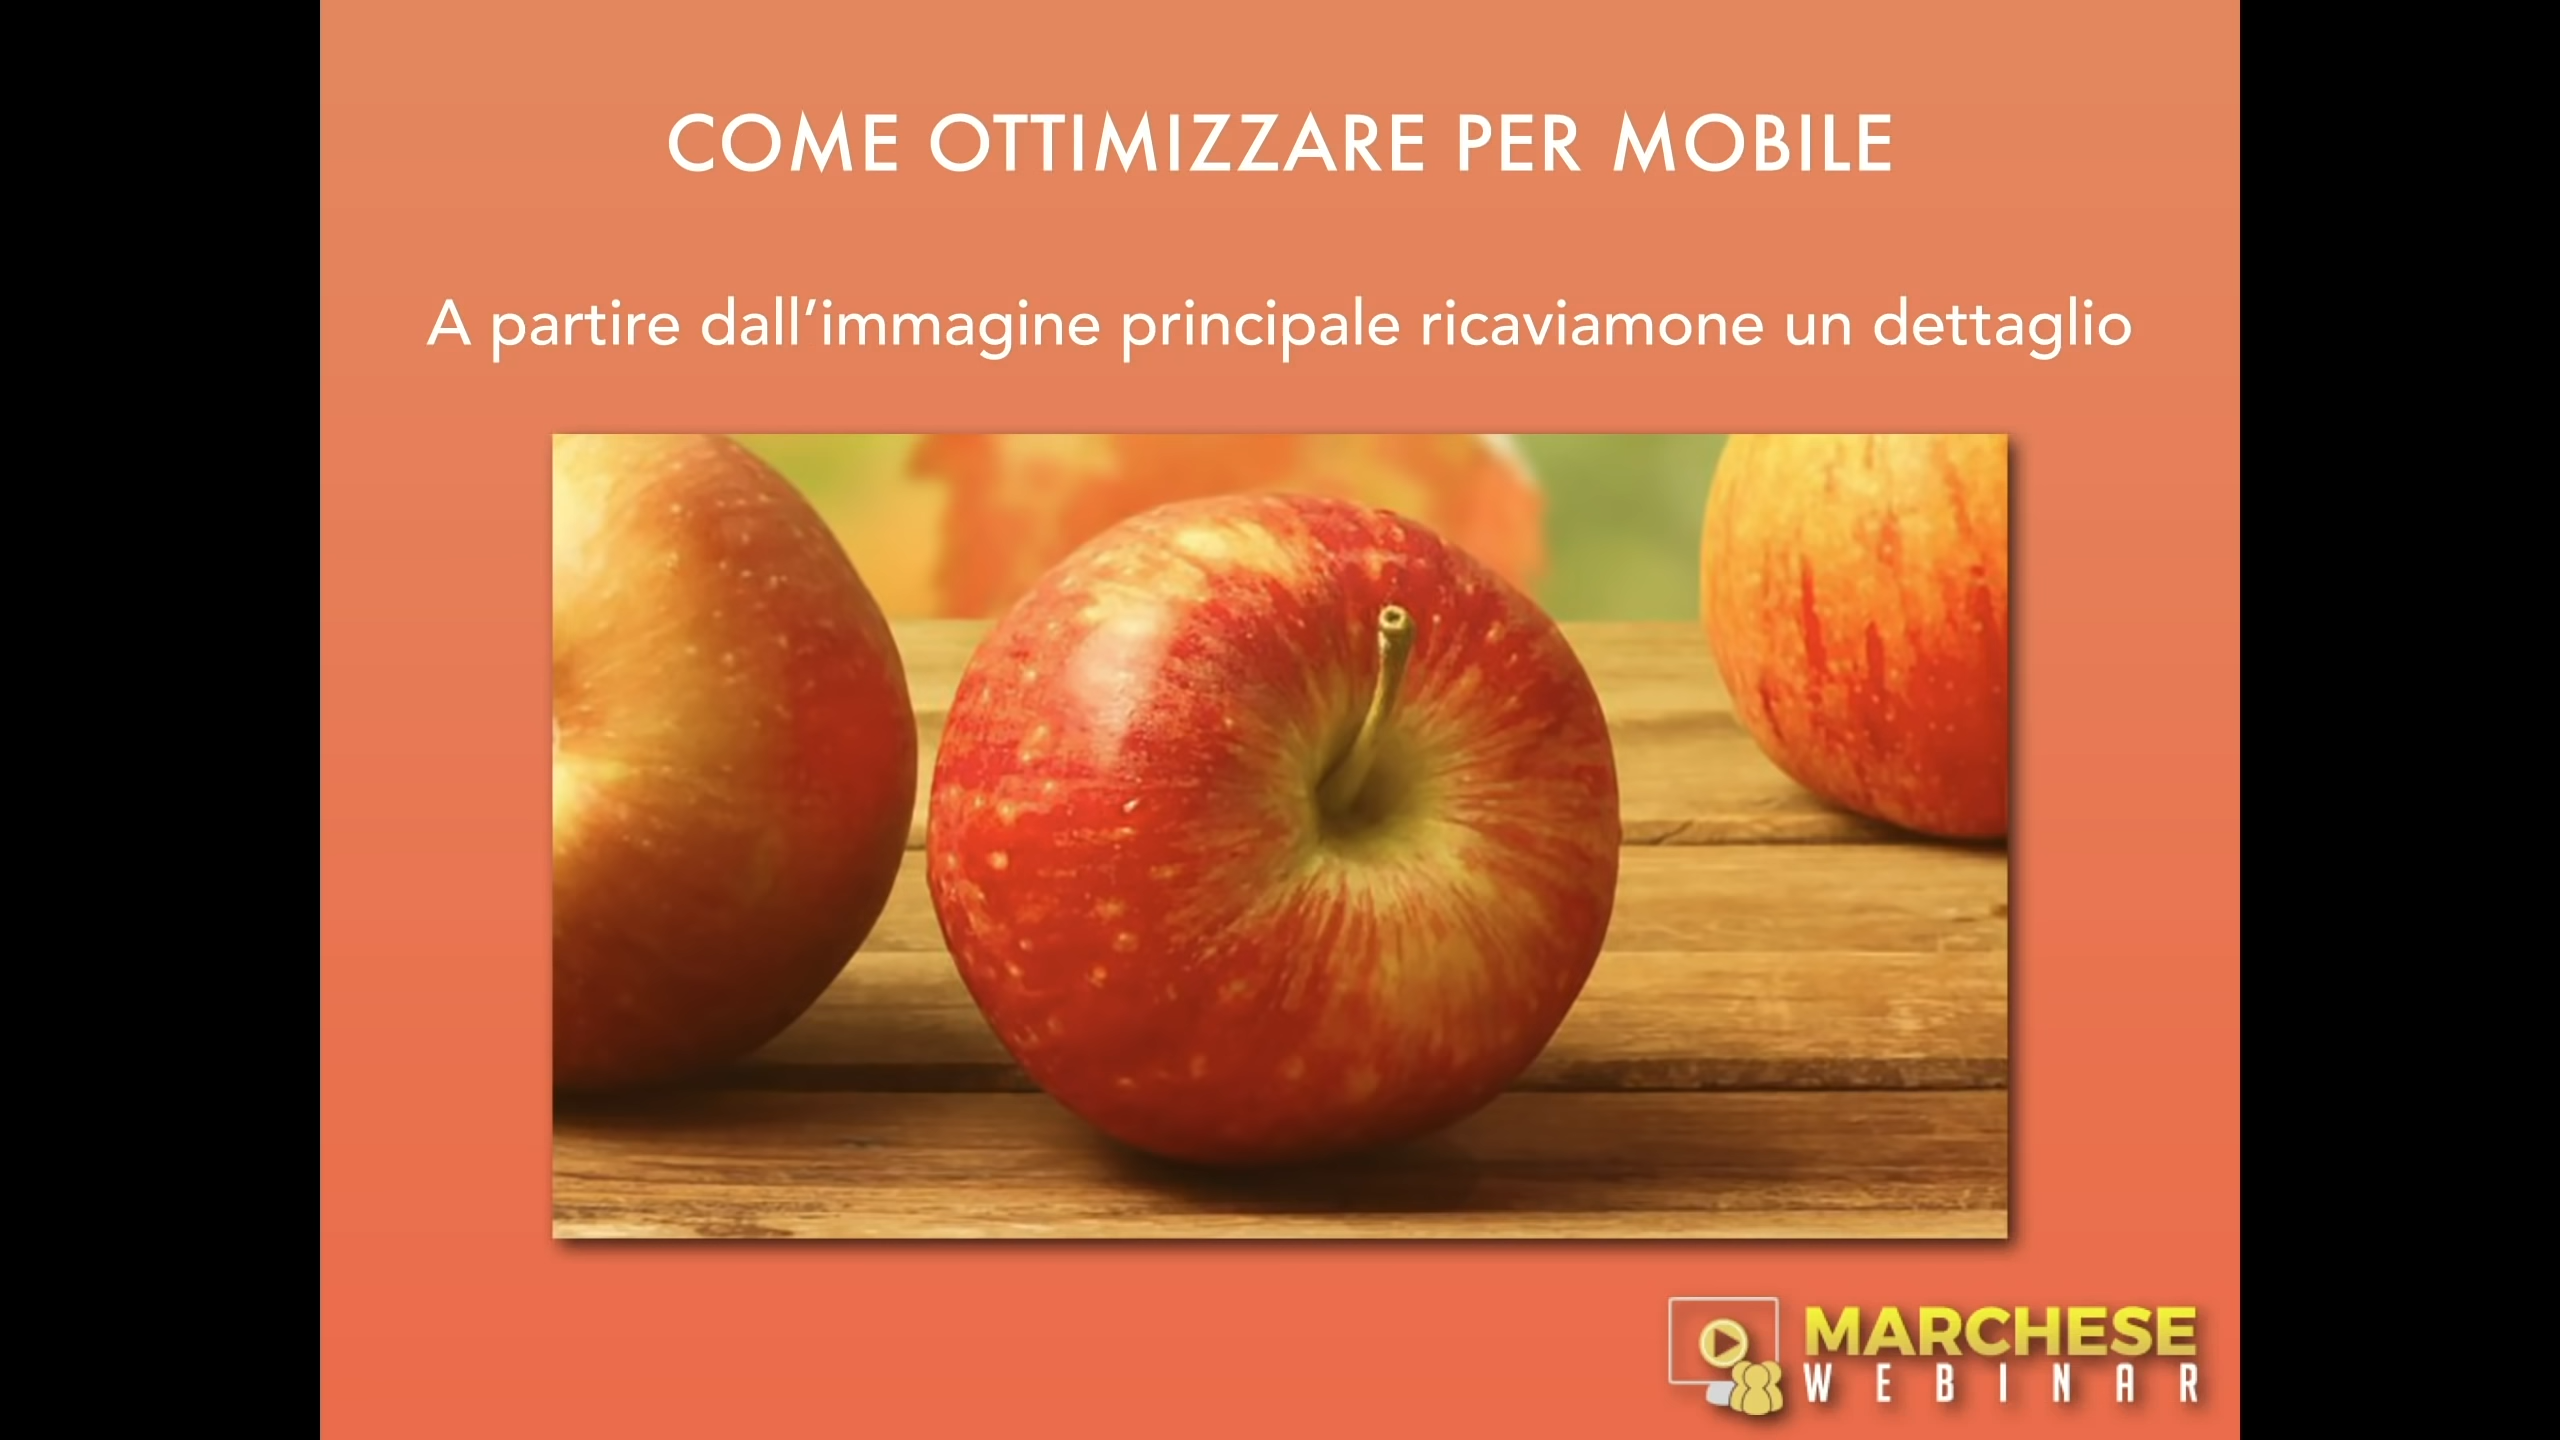 COME OTTIMIZZARE PER MOBILE
A partire dall’immagine principale ricaviamone un dettaglio
MARCHESE
WEBINAR